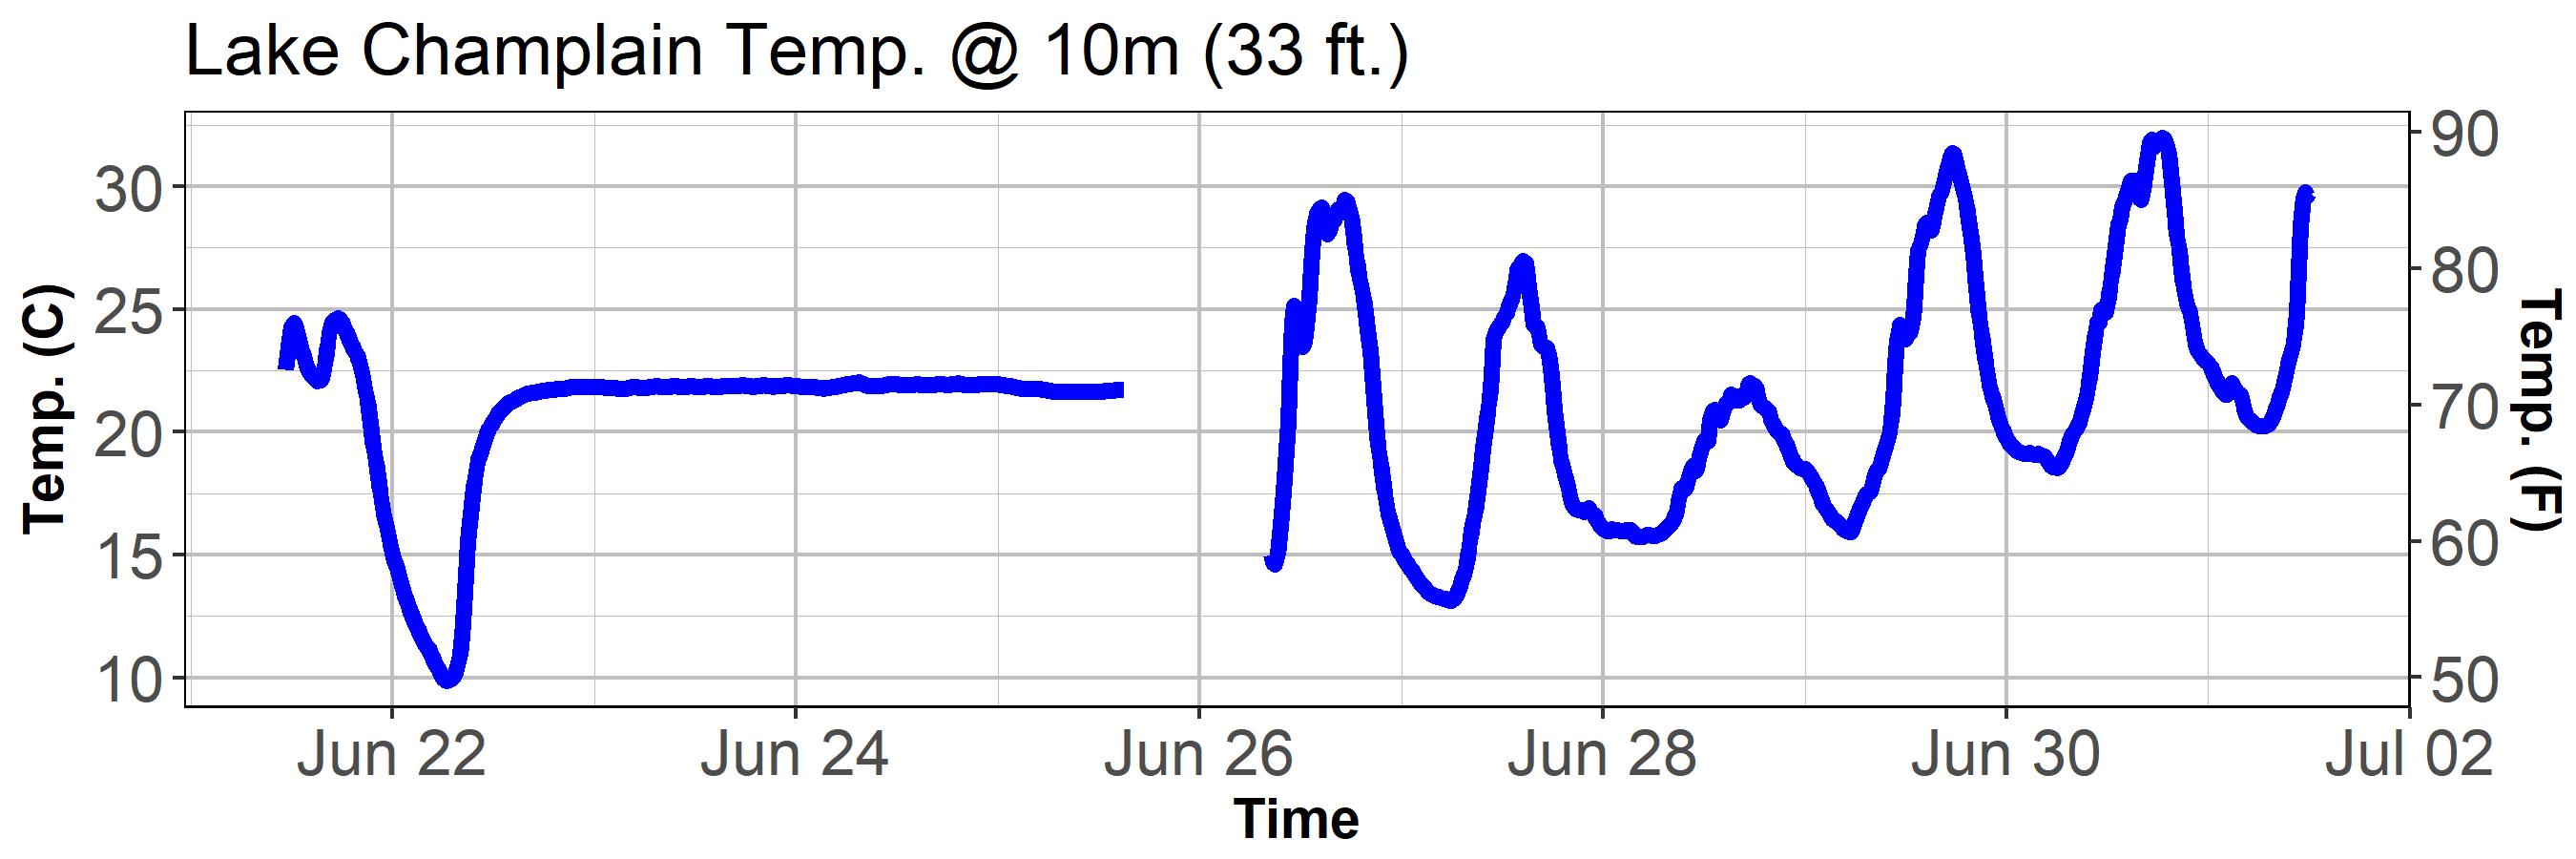 Lake Champlain Temp. @ 10m (33 ft.)
Temp. (C)
30
25
20
15
10
90
80
70
60
50
Temp. (F)
Jun 22 Jun 24 Jun 26 Jun 28 Jun 30 Jul 02
Time